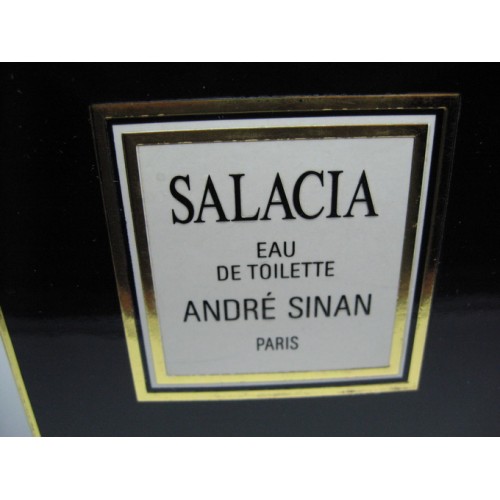 SALACIA
EAU
DE TOILETTE
ANDRÉ SINAN
PARIS